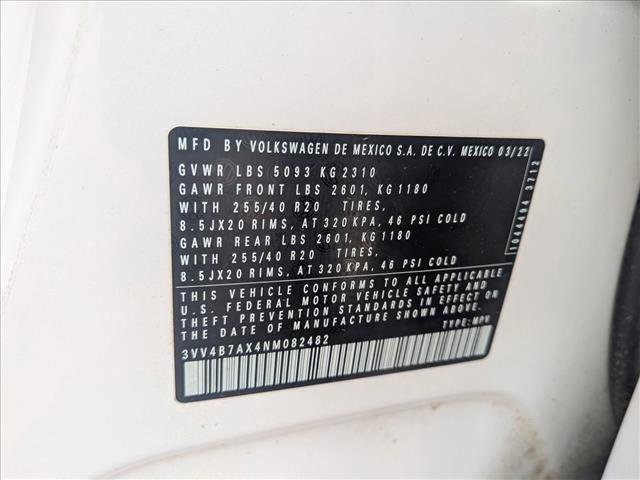 MFD BY VOLKSWAGEN DE MEXICO S.A. DE C.V. MEXICO 03/22
GVWR LBS 5093 KG 2310
GAWR FRONT LBS 2601, KG 1180
WITH 255/40 R20 TIRES,
8.5JX20 RIMS, AT 320 KPA, 46 PSI COLD
GAWR REAR LBS 2601, KG 1180
WITH 255/40 R20 TIRES,
8.5JX20 RIMS, AT 320 KPA, 46 PSI COLD
THIS VEHICLE CONFORMS TO ALL APPLICABLE
U.S. FEDERAL MOTOR VEHICLE SAFETY AND
THEFT PREVENTION STANDARDS IN EFFECT ON
THE DATE OF MANUFACTURE SHOWN ABOVE.
3VV4B7AX4NM082482 TYPE: MPV
1044494 3712